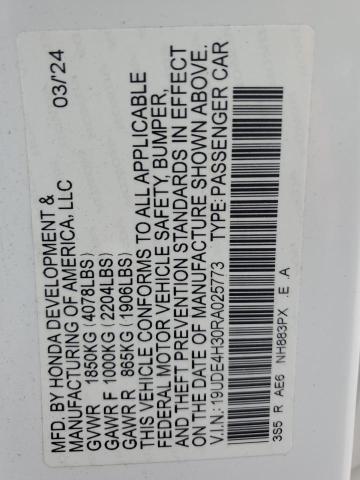 MFD. BY HONDA DEVELOPMENT & 03/'24
MANUFACTURING OF AMERICA, LLC
GVWR 1850KG (4078LBS)
GAWR F 1000KG (2204LBS)
GAWR R 865KG (1906LBS)
THIS VEHICLE CONFORMS TO ALL APPLICABLE
FEDERAL MOTOR VEHICLE SAFETY, BUMPER,
AND THEFT PREVENTION STANDARDS IN EFFECT
ON THE DATE OF MANUFACTURE SHOWN ABOVE.
V.I.N: 19UDE4H30RA025773 TYPE: PASSENGER CAR
3S5 R AE6 NH883PX .E .A